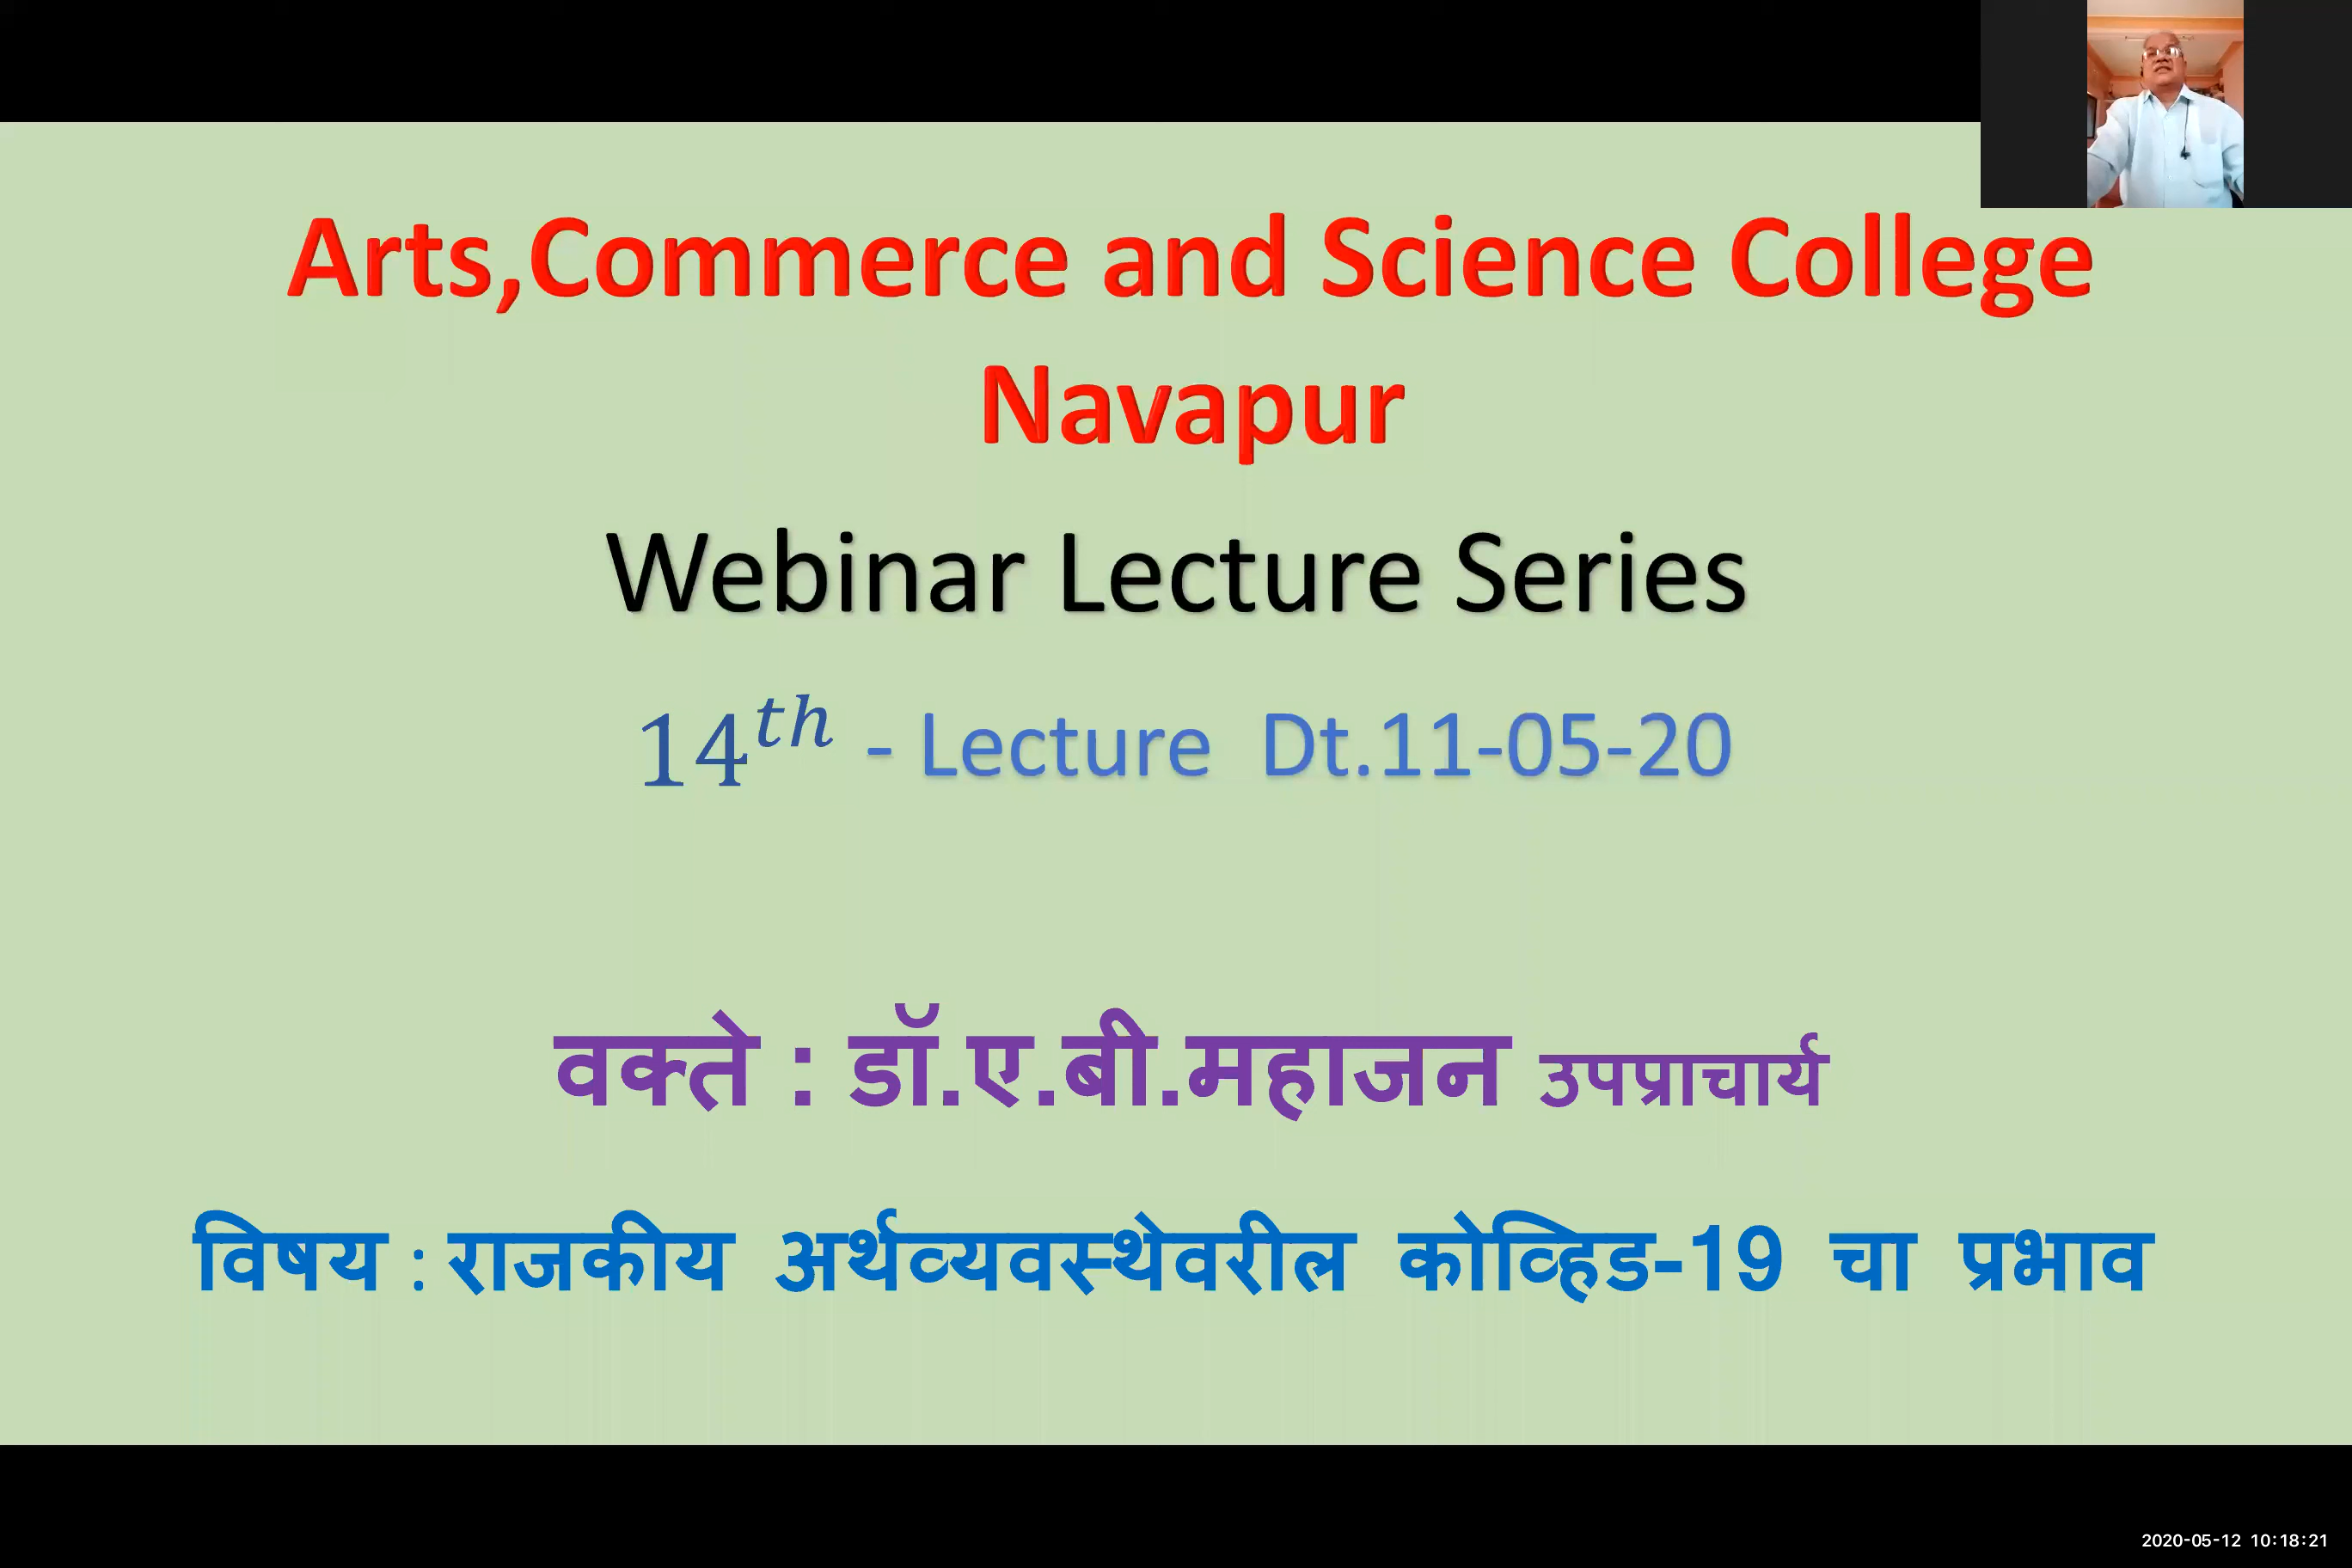 Arts,Commerce and Science College
Navapur
Webinar Lecture Series
14th - Lecture Dt.11-05-20
वक्ते : डॉ.ए.बी.महाजन उपप्राचार्य
विषय : राजकीय अर्थव्यवस्थेवरील कोव्हिड-19 चा प्रभाव
2020-05-12 10:18:21